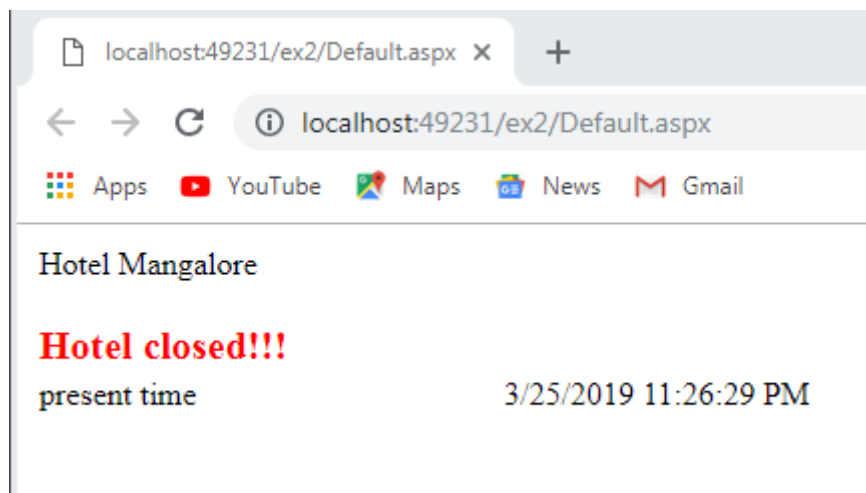 localhost:49231/ex2/Default.aspx
localhost:49231/ex2/Default.aspx
Apps YouTube Maps News Gmail
Hotel Mangalore
Hotel closed!!!
present time 3/25/2019 11:26:29 PM